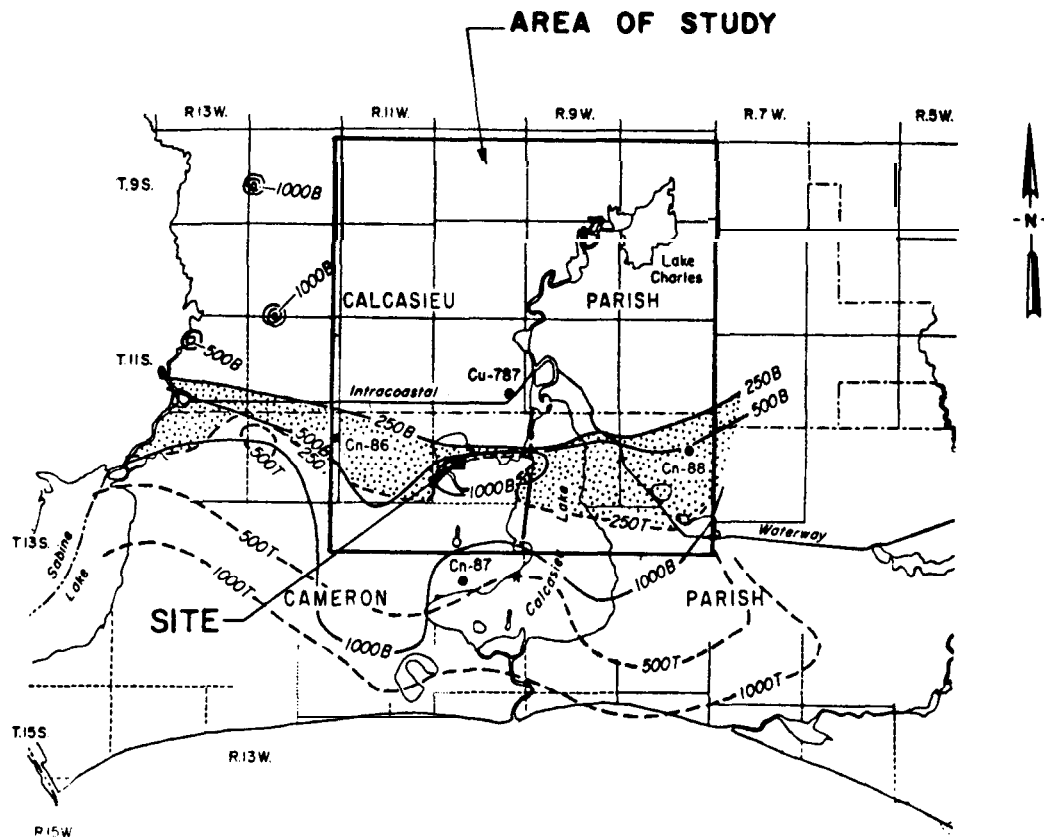 AREA OF STUDY
R.13W. R.11W. R.9W. R.7W. R.5W.
T.9S.
1000B
-N-
Lake
Charles
1000B
CALCASIEU PARISH
500B
T.11S.
Cu-787
Intracoastal
250B
500B
250B
500B
250
Cn-86
500T
Cn-88
1000B
Lake
250T
Waterway
T.13S.
Sabine
Lake
500T
1000T
Cn-87
Calcasieu
1000B
CAMERON PARISH
SITE
1000B
500T
1000T
T.15S.
R.13W.
R15W